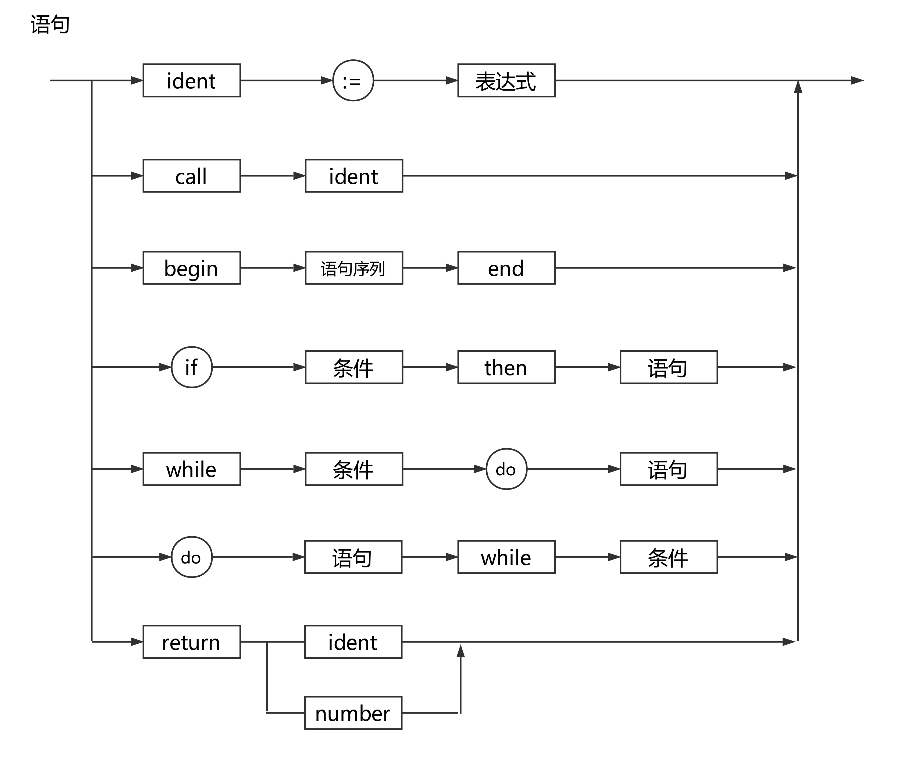 语句
ident := 表达式
call ident
begin 语句序列 end
if 条件 then 语句
while 条件 do 语句
do 语句 while 条件
return ident
number